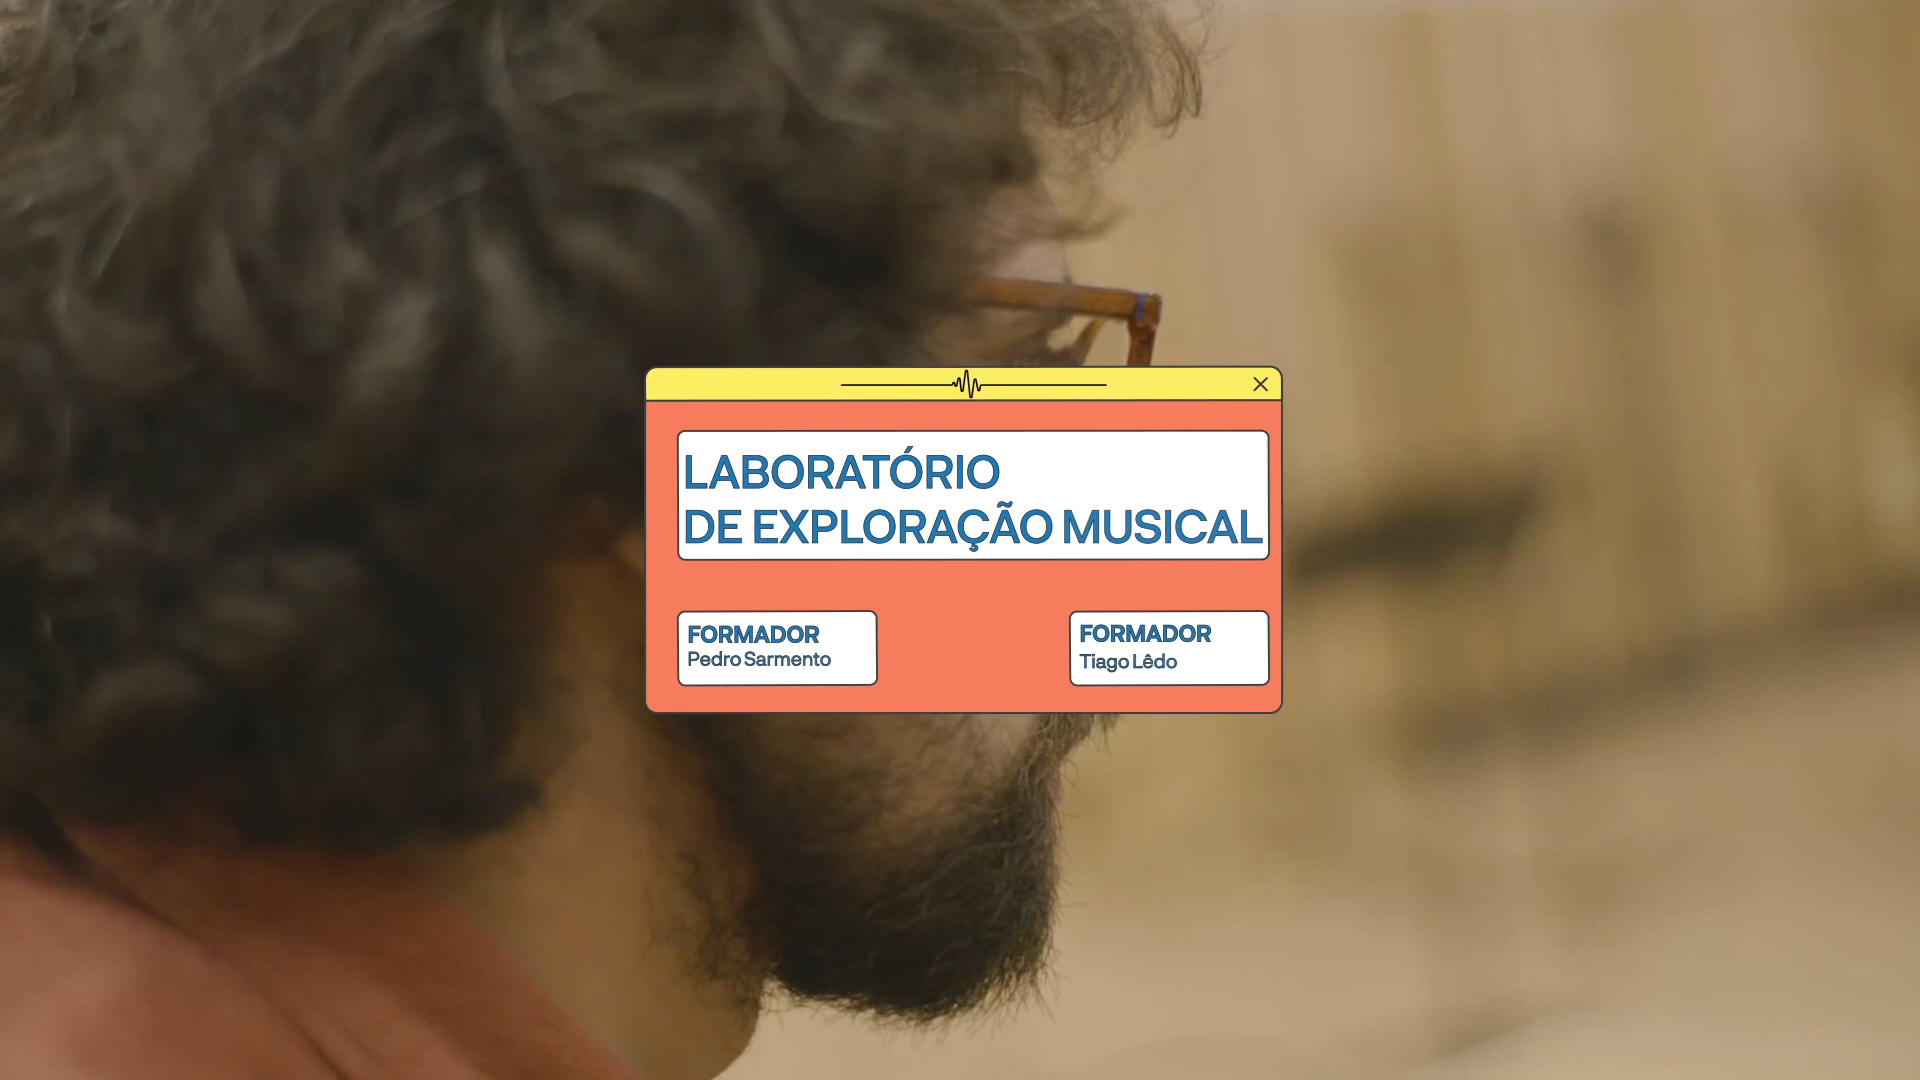 LABORATÓRIO
DE EXPLORAÇÃO MUSICAL
FORMADOR
Pedro Sarmento
FORMADOR
Tiago Lêdo